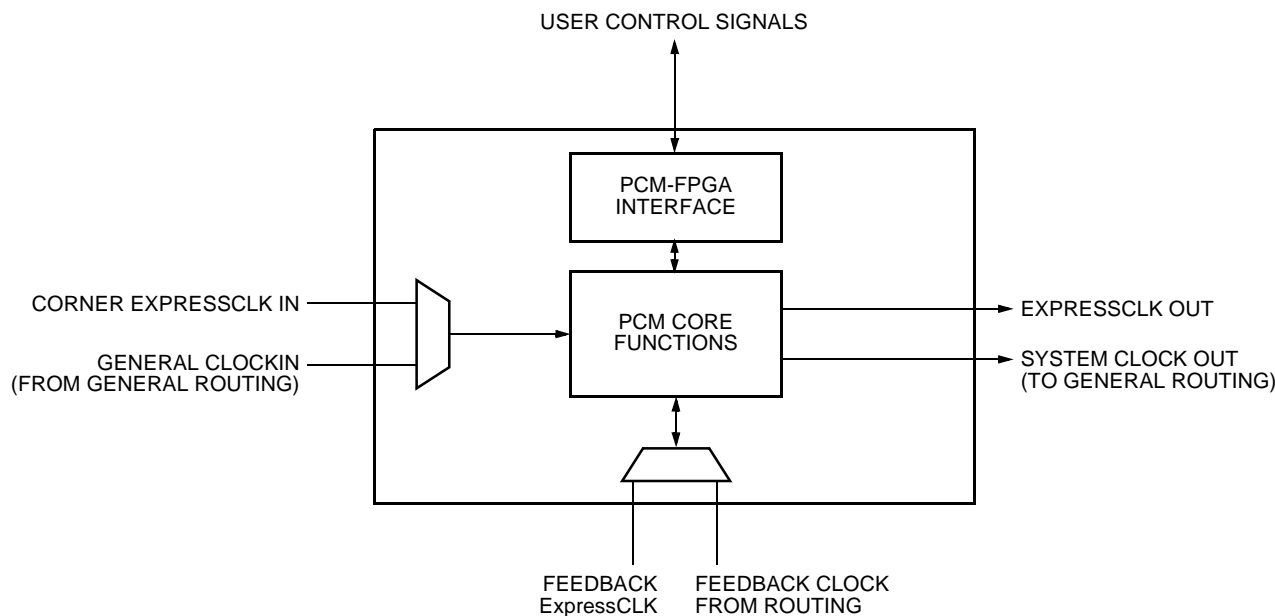 USER CONTROL SIGNALS
PCM-FPGA
INTERFACE
CORNER EXPRESSCLK IN
GENERAL CLOCKIN
(FROM GENERAL ROUTING)
PCM CORE
FUNCTIONS
EXPRESSCLK OUT
SYSTEM CLOCK OUT
(TO GENERAL ROUTING)
FEEDBACK
ExpressCLK
FEEDBACK CLOCK
FROM ROUTING